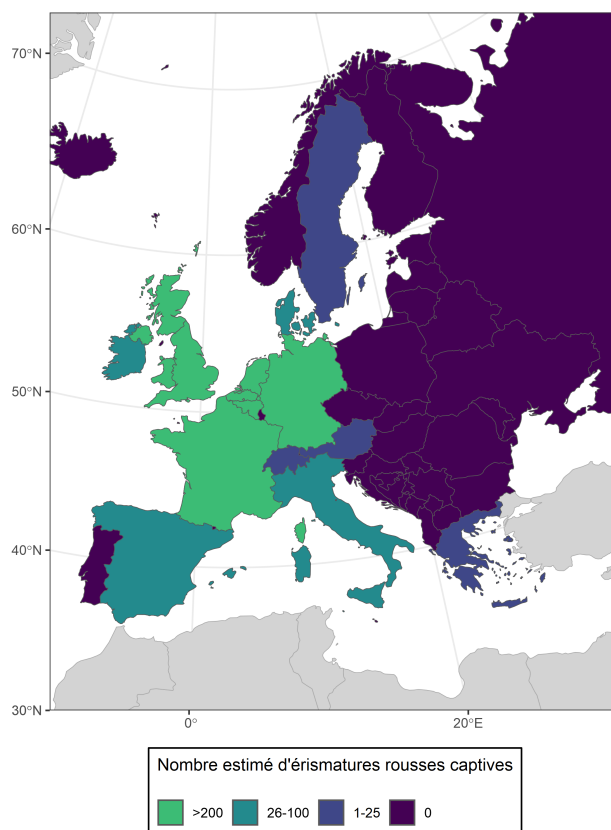 70°N
60°N
50°N
40°N
30°N
0°
20°E
Nombre estimé d'érismatures rousses captives
>200
26-100
1-25
0